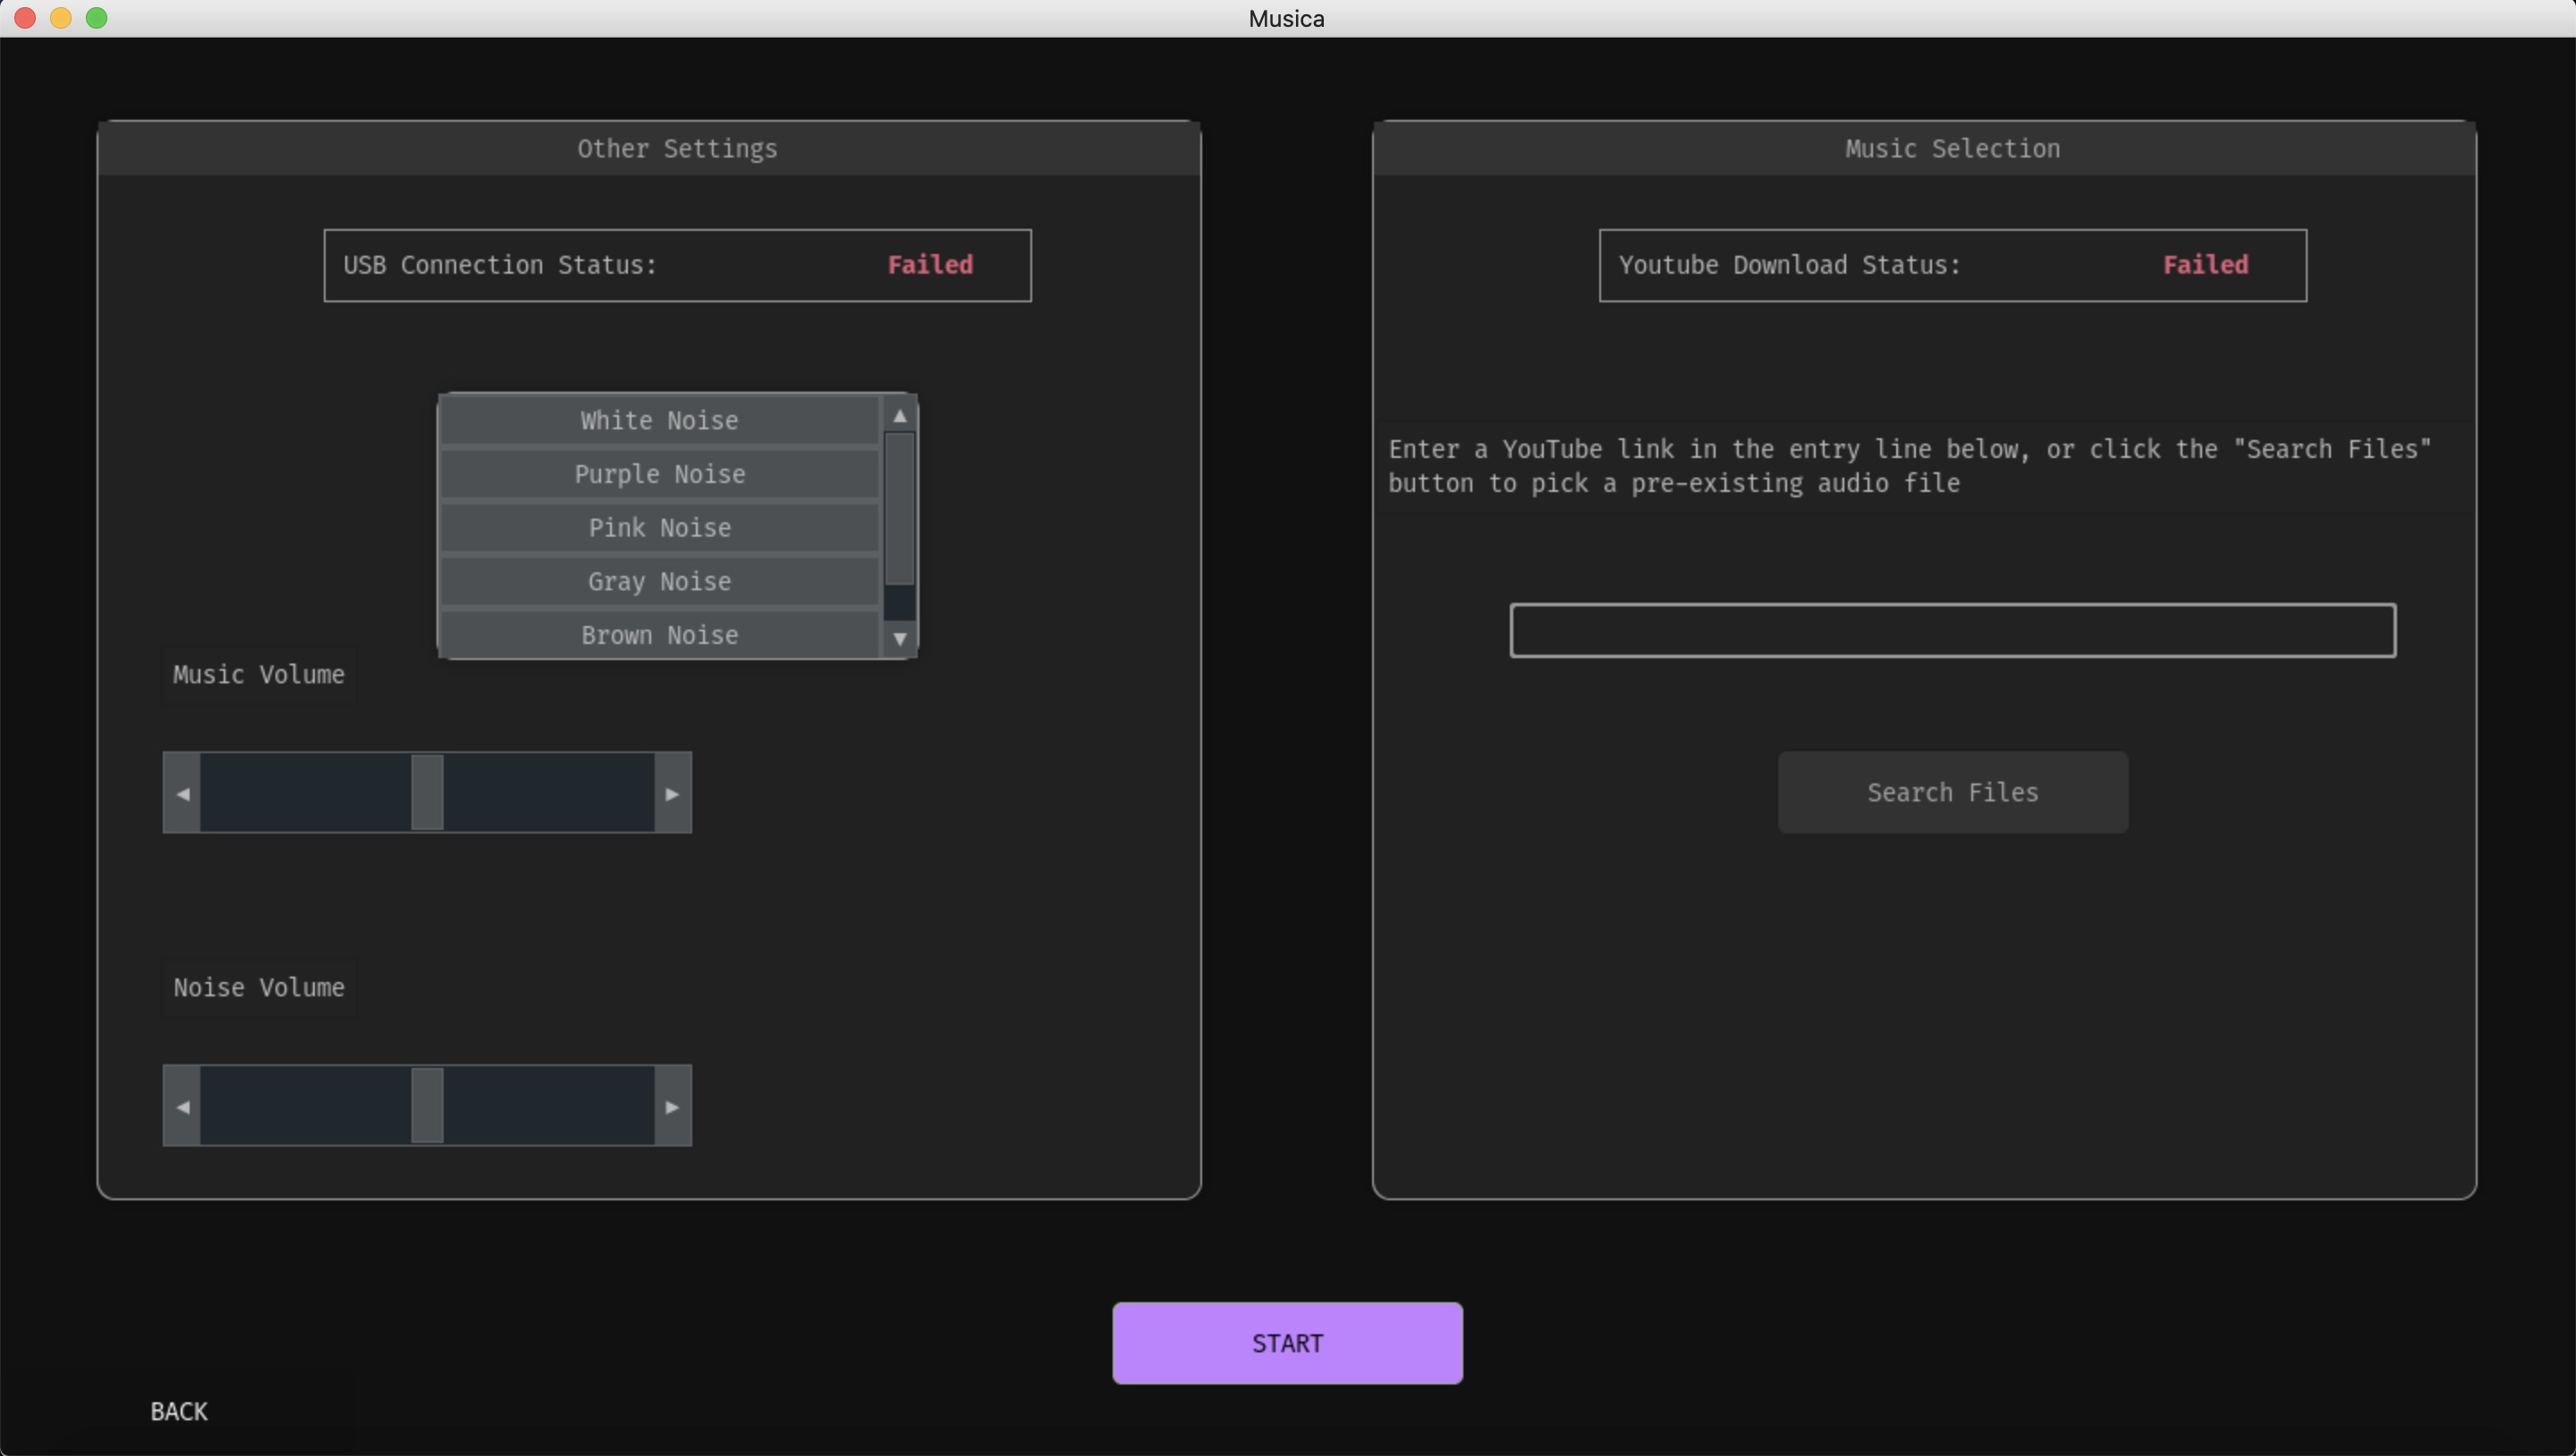 Musica
Other Settings
USB Connection Status: Failed
White Noise
Purple Noise
Pink Noise
Gray Noise
Brown Noise
Music Volume
Noise Volume
Music Selection
Youtube Download Status: Failed
Enter a YouTube link in the entry line below, or click the "Search Files"
button to pick a pre-existing audio file
Search Files
START
BACK